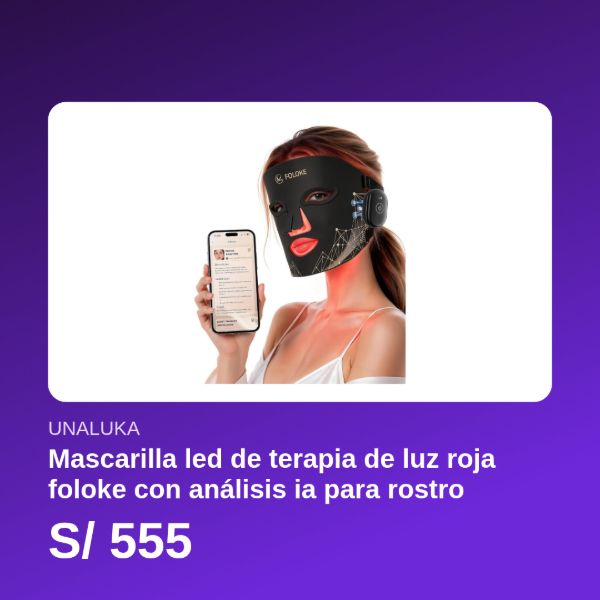 FOLOKE
UNALUKA
Mascarilla led de terapia de luz roja
foloke con análisis ia para rostro
S/ 555